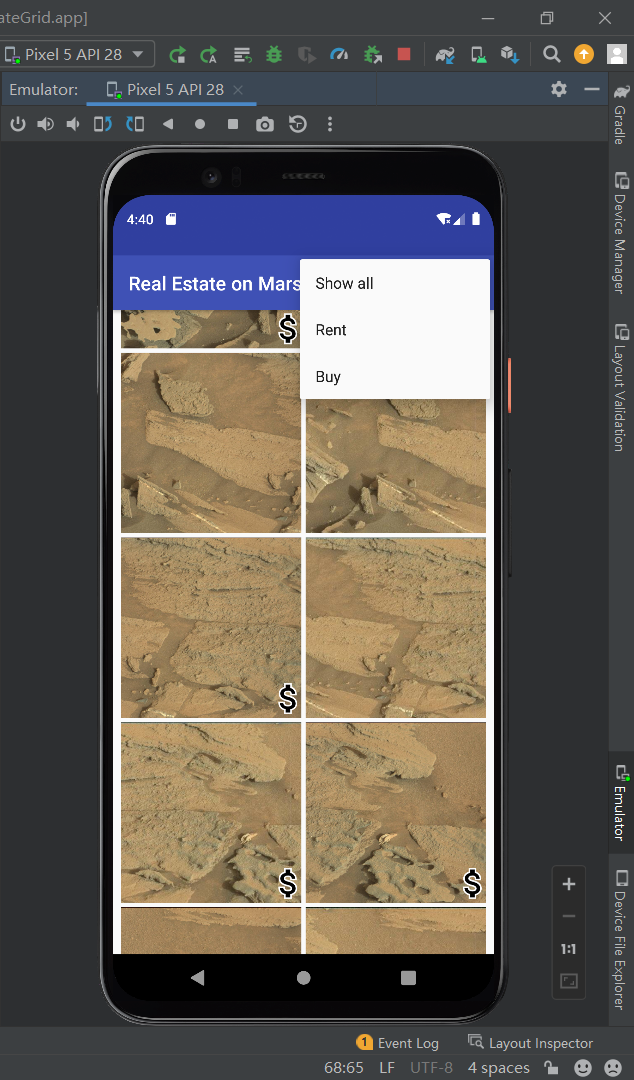 ateGrid.app]
Pixel 5 API 28
Emulator:
Pixel 5 API 28
Gradle
Device Manager
Layout Validation
4:40
Real Estate on Mars
Show all
Rent
Buy
$
$
$
$
Emulator
1:1
Device File Explorer
1 Event Log
Layout Inspector
68:65 LF UTF-8 4 spaces